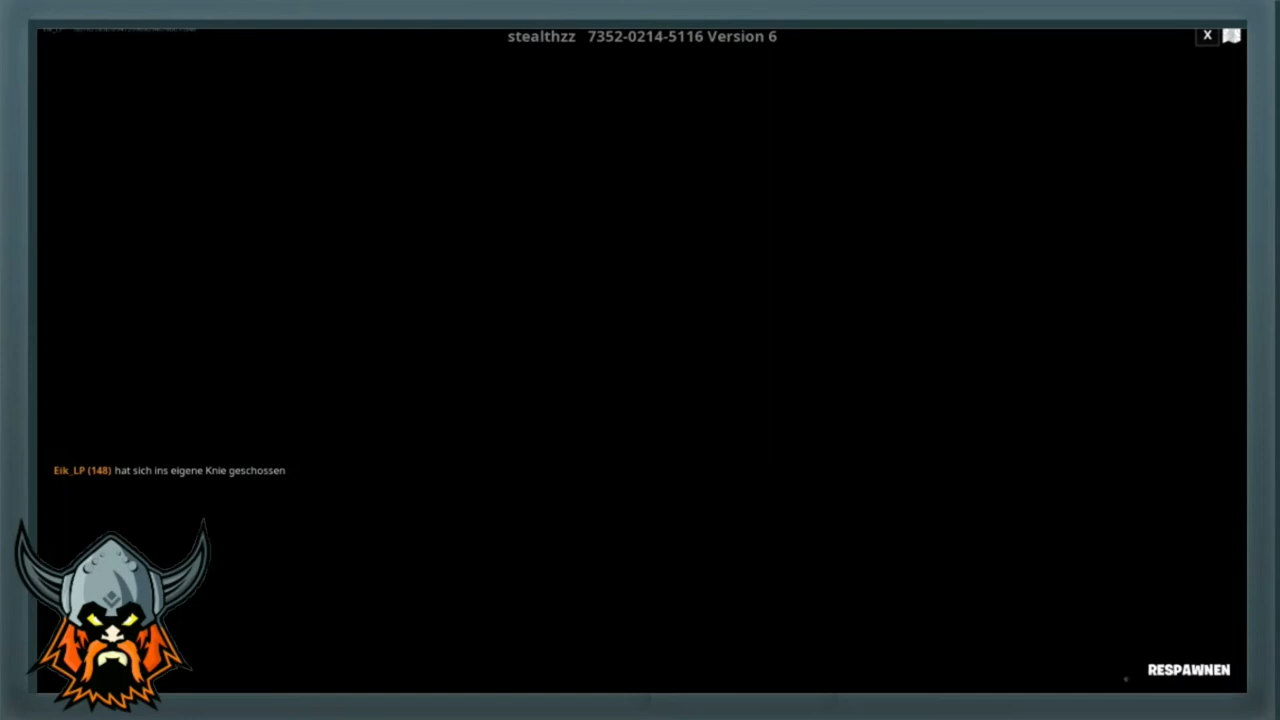 stealthzz 7352-0214-5116 Version 6
X
Eik_LP (148) hat sich ins eigene Knie geschossen
RESPAWNEN